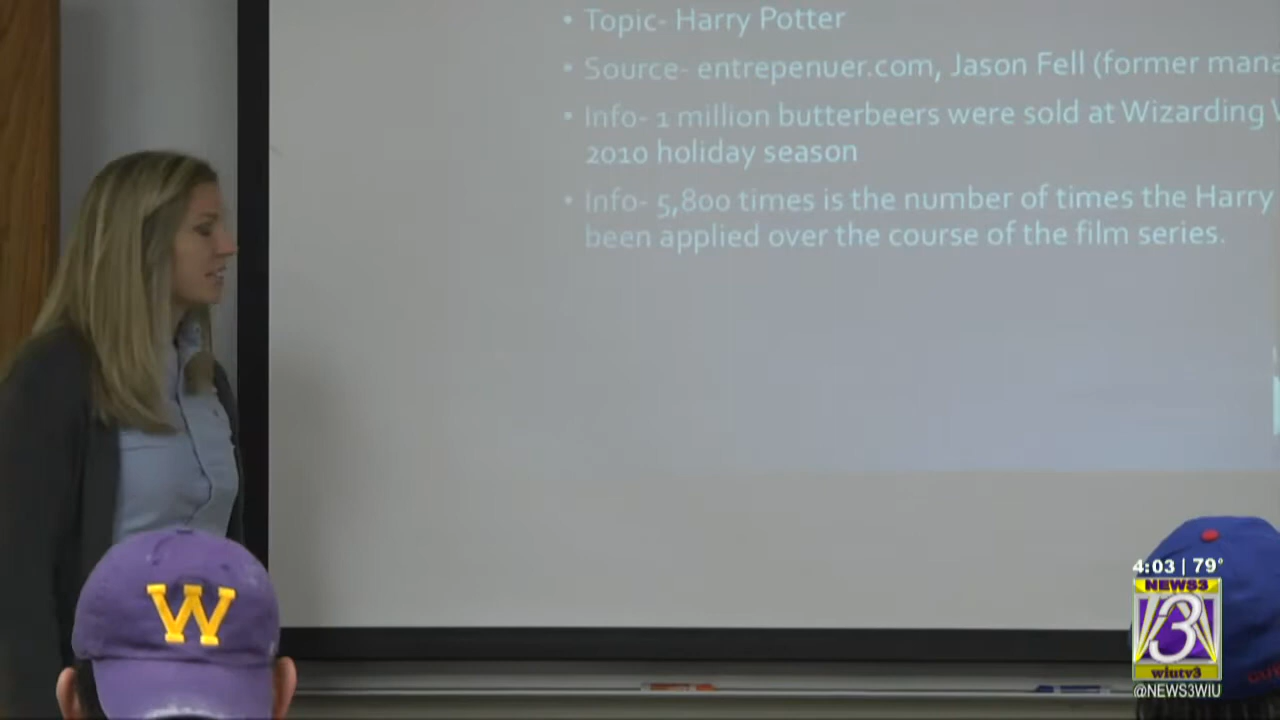 • Topic- Harry Potter
• Source- entrepenuer.com, Jason Fell (former mana
• Info- 1 million butterbeers were sold at Wizarding
2010 holiday season
• Info- 5,800 times is the number of times the Harry
been applied over the course of the film series.
W
4:03 | 79°
NEWS3
3
wiutv3
@NEWS3WIU